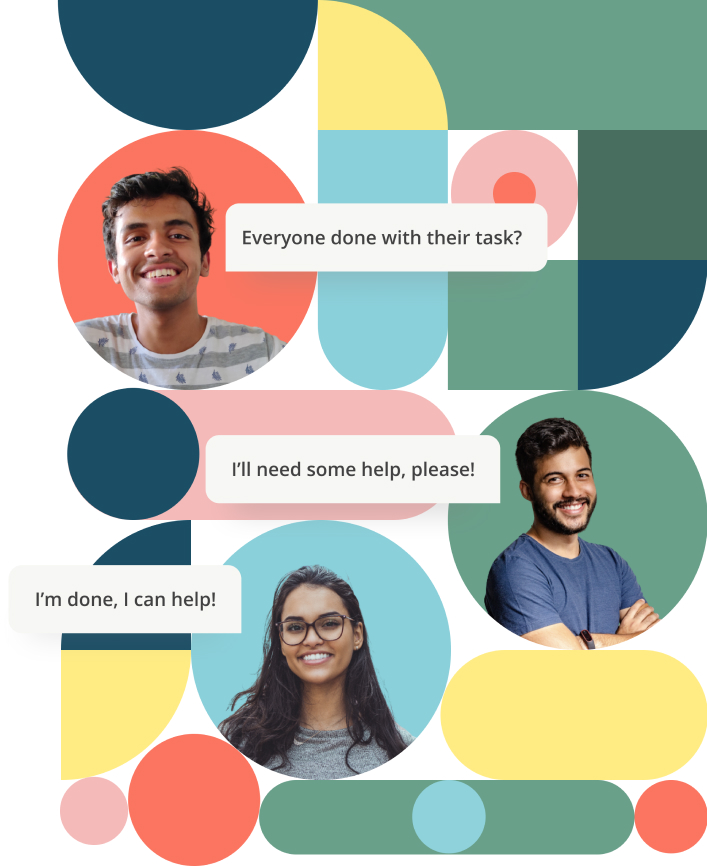 Everyone done with their task?
I’ll need some help, please!
I’m done, I can help!